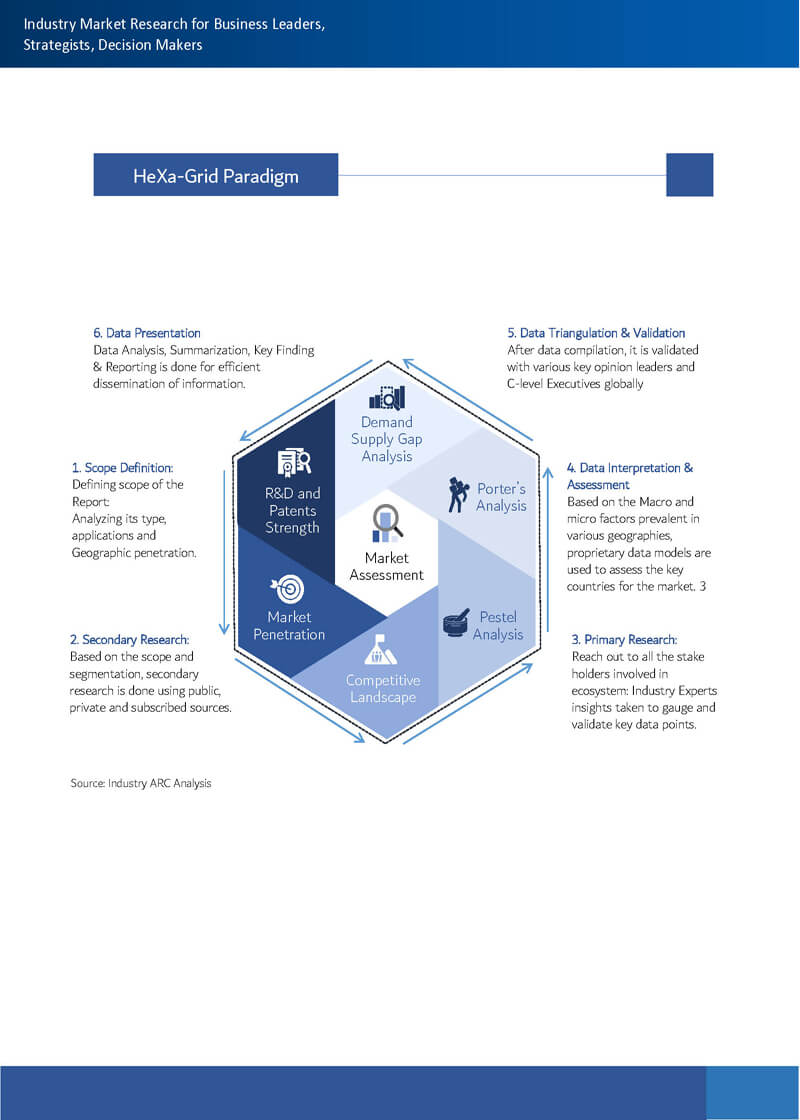 Industry Market Research for Business Leaders,
Strategists, Decision Makers
HeXa-Grid Paradigm
6. Data Presentation
Data Analysis, Summarization, Key Finding
& Reporting is done for efficient
dissemination of information.
5. Data Triangulation & Validation
After data compilation, it is validated
with various key opinion leaders and
C-level Executives globally
1. Scope Definition:
Defining scope of the
Report:
Analyzing its type,
applications and
Geographic penetration.
4. Data Interpretation &
Assessment
Based on the Macro and
micro factors prevalent in
various geographies,
proprietary data models are
used to assess the key
countries for the market. 3
2. Secondary Research:
Based on the scope and
segmentation, secondary
research is done using public,
private and subscribed sources.
3. Primary Research:
Reach out to all the stake
holders involved in
ecosystem: Industry Experts
insights taken to gauge and
validate key data points.
Demand
Supply Gap
Analysis
R&D and
Patents
Strength
Porter's
Analysis
Market
Assessment
Market
Penetration
Pestel
Analysis
Competitive
Landscape
Source: Industry ARC Analysis